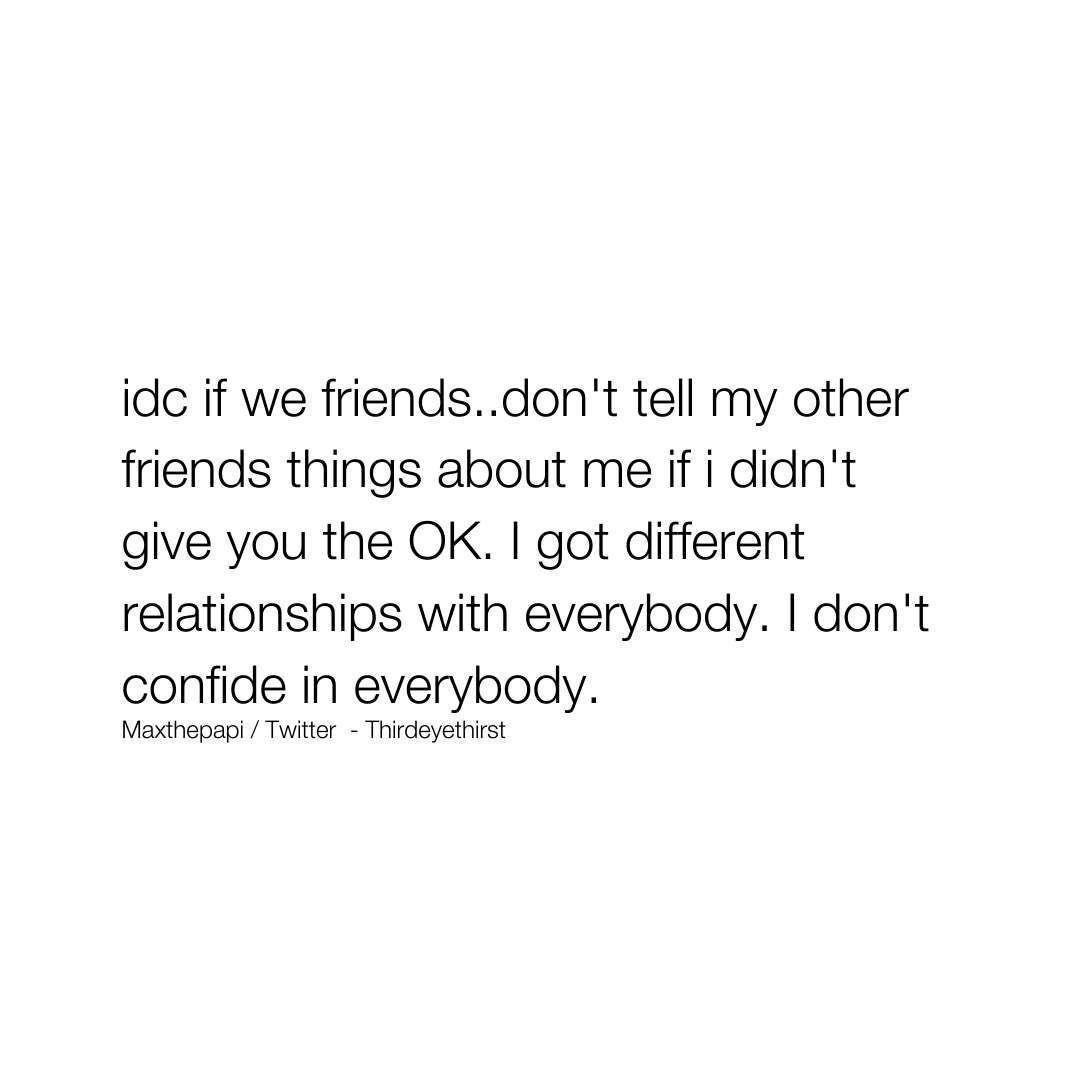 idc if we friends..don't tell my other
friends things about me if i didn't
give you the OK. I got different
relationships with everybody. I don't
confide in everybody.
Maxthepapi / Twitter  - Thirdeyethirst